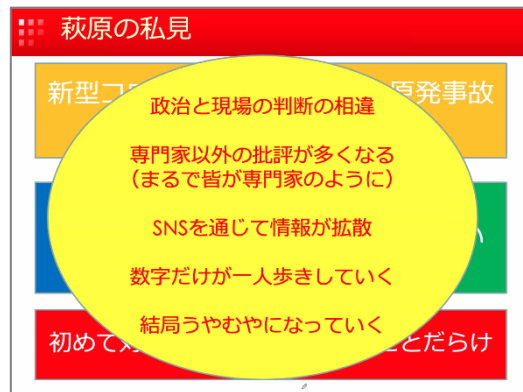 萩原の私見
新型コ
原発事故
政治と現場の判断の相違
専門家以外の批評が多くなる
（まるで皆が専門家のように）
SNSを通じて情報が拡散
数字だけが一人歩きしていく
結局うやむやになっていく
初めて
とだらけ